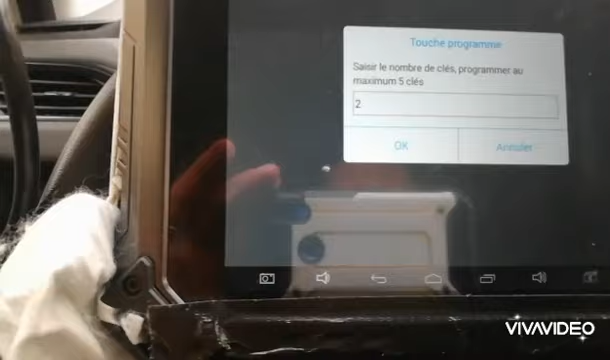 Touche programme
Saisir le nombre de clés, programmer au
maximum 5 clés
2
OK
Annuler
VIVAVIDEO